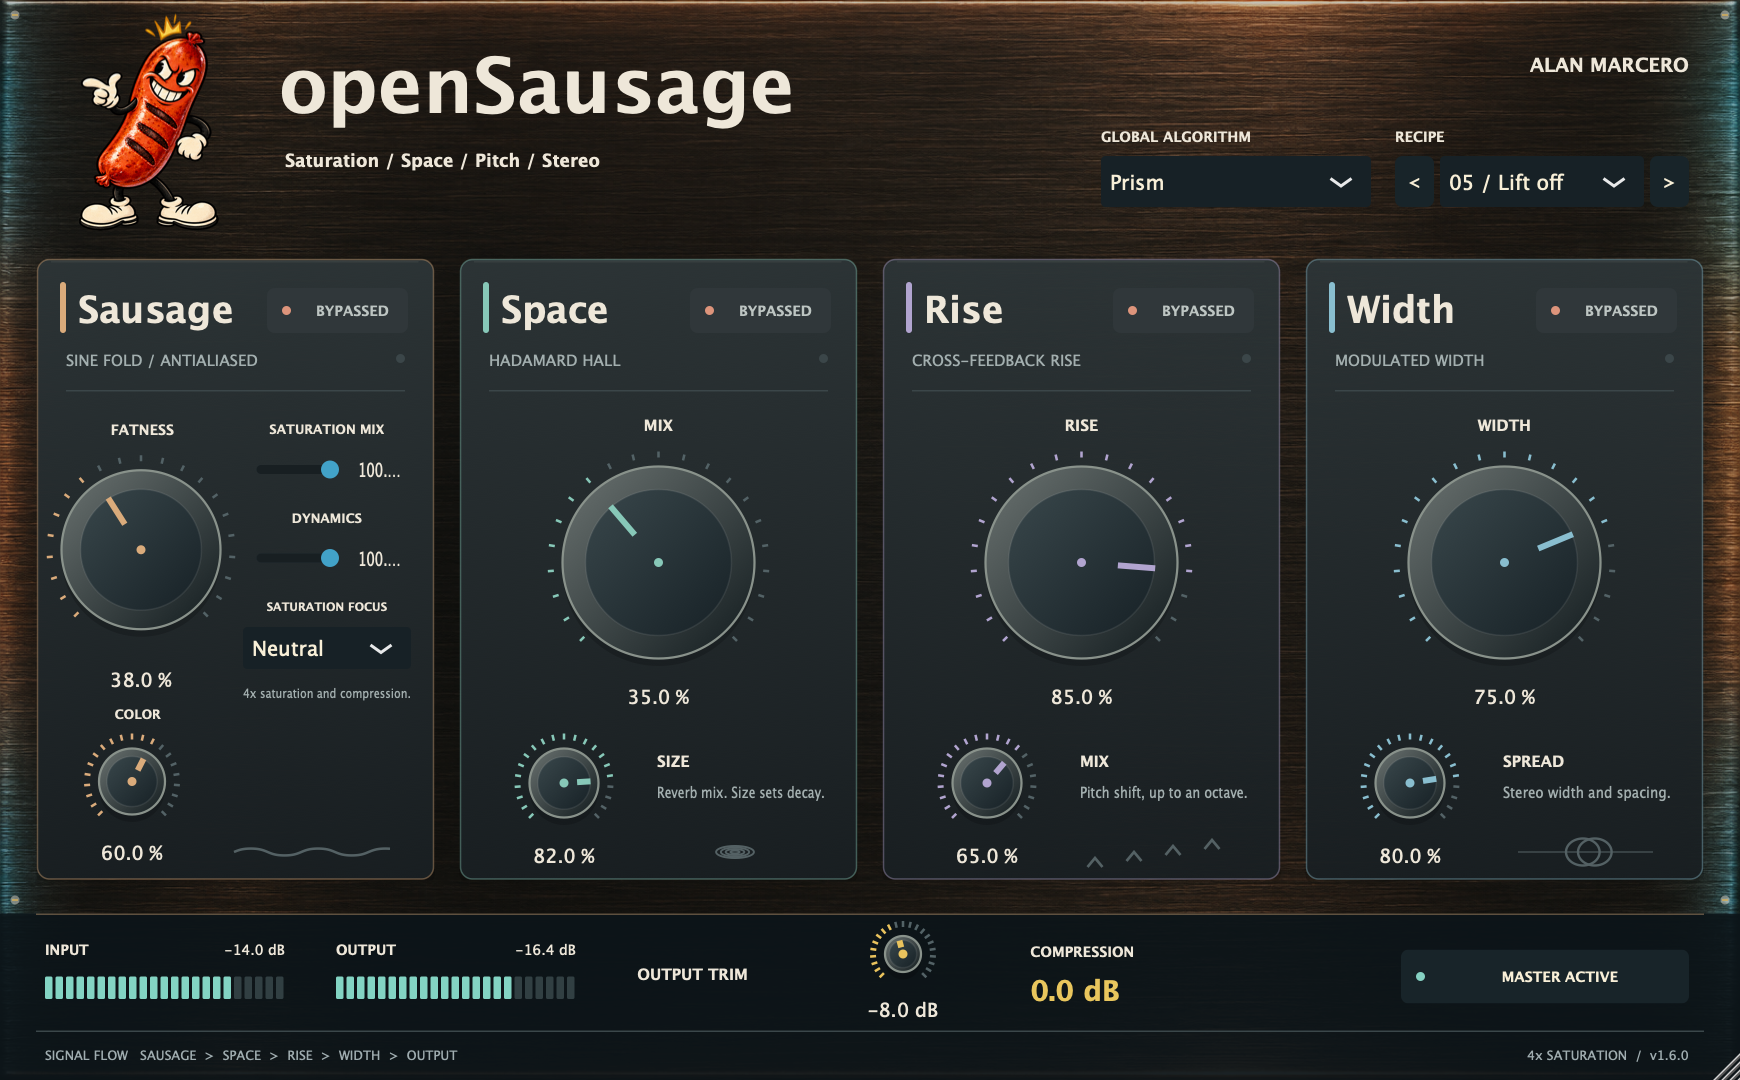 openSausage
Saturation / Space / Pitch / Stereo
ALAN MARCERO
GLOBAL ALGORITHM
Prism
RECIPE
<
05 / Lift off
>
Sausage
BYPASSED
SINE FOLD / ANTIALIASED
FATNESS
38.0 %
SATURATION MIX
100....
DYNAMICS
100....
SATURATION FOCUS
Neutral
4x saturation and compression.
COLOR
60.0 %
Space
BYPASSED
HADAMARD HALL
MIX
35.0 %
SIZE
Reverb mix. Size sets decay.
82.0 %
Rise
BYPASSED
CROSS-FEEDBACK RISE
RISE
85.0 %
MIX
Pitch shift, up to an octave.
65.0 %
Width
BYPASSED
MODULATED WIDTH
WIDTH
75.0 %
SPREAD
Stereo width and spacing.
80.0 %
INPUT -14.0 dB
OUTPUT -16.4 dB
OUTPUT TRIM
-8.0 dB
COMPRESSION
0.0 dB
MASTER ACTIVE
SIGNAL FLOW SAUSAGE > SPACE > RISE > WIDTH > OUTPUT
4x SATURATION / v1.6.0